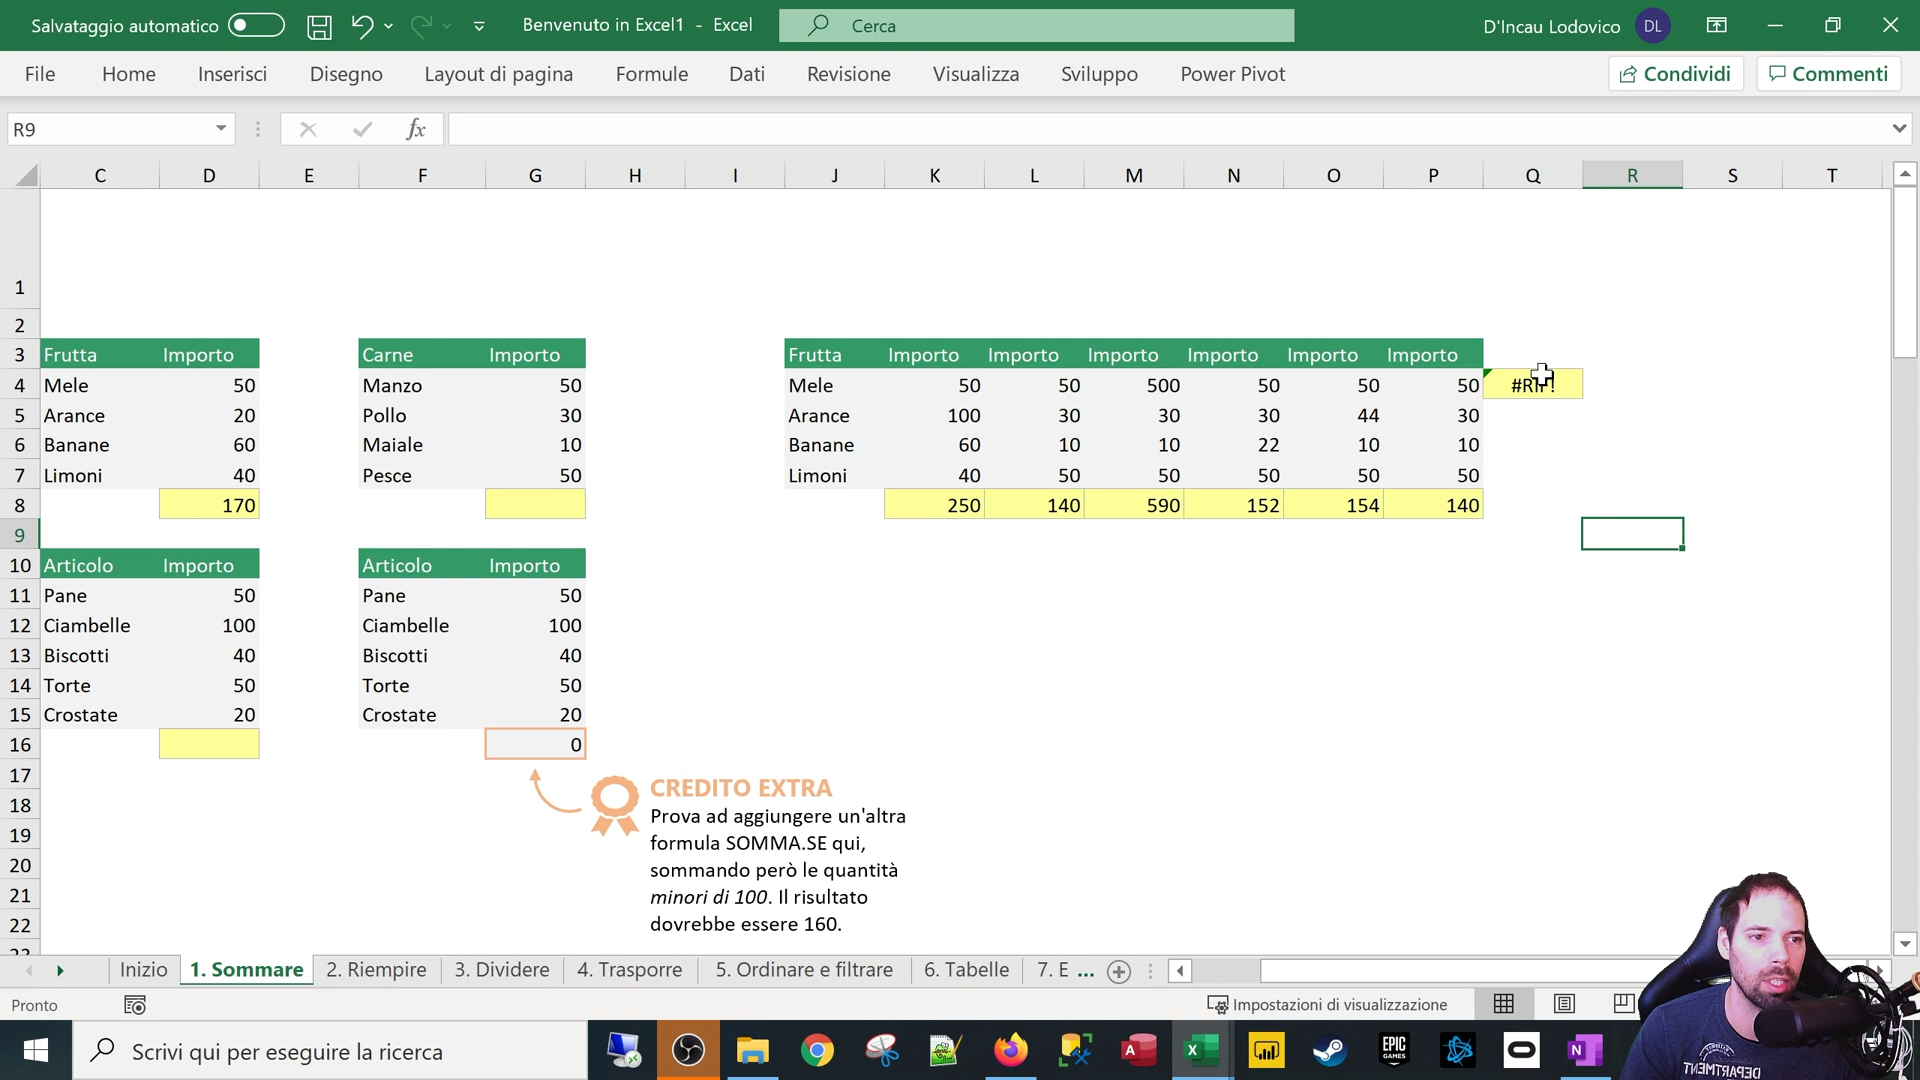 Salvataggio automatico
Benvenuto in Excel1 - Excel
Cerca
D'Incau Lodovico
DL
File Home Inserisci Disegno Layout di pagina Formule Dati Revisione Visualizza Sviluppo Power Pivot
Condividi
Commenti
R9
fx
C D E F G H I J K L M N O P Q R S T
1
2
3 Frutta Importo Carne Importo Frutta Importo Importo Importo Importo Importo Importo
4 Mele 50 Manzo 50 Mele 50 50 500 50 50 50
5 Arance 20 Pollo 30 Arance 100 30 30 30 44 30
6 Banane 60 Maiale 10 Banane 60 10 10 22 10 10
7 Limoni 40 Pesce 50 Limoni 40 50 50 50 50 50
8 170 250 140 590 152 154 140
9
10 Articolo Importo Articolo Importo
11 Pane 50 Pane 50
12 Ciambelle 100 Ciambelle 100
13 Biscotti 40 Biscotti 40
14 Torte 50 Torte 50
15 Crostate 20 Crostate 20
16 0
17
18
19
20
21
22
CREDITO EXTRA
Prova ad aggiungere un'altra
formula SOMMA.SE qui,
sommando però le quantità
minori di 100. Il risultato
dovrebbe essere 160.
Inizio 1. Sommare 2. Riempire 3. Dividere 4. Trasporre 5. Ordinare e filtrare 6. Tabelle 7. E ...
Pronto
Impostazioni di visualizzazione
Scrivi qui per eseguire la ricerca
EPIC
GAMES
DEPARTMENT